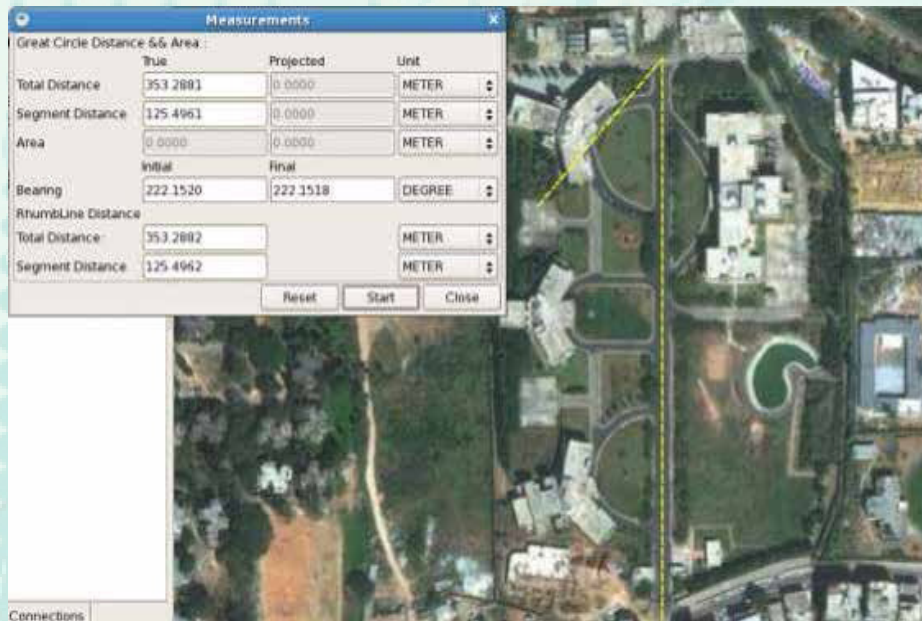 Measurements
Great Circle Distance && Area :
True Projected Unit
Total Distance 353.2881 0.0000 METER
Segment Distance 125.4961 0.0000 METER
Area 0.0000 0.0000 METER
Initial Final
Bearing 222.1520 222.1518 DEGREE
RhumbLine Distance
Total Distance 353.2882 METER
Segment Distance 125.4962 METER
Reset Start Close
Connections